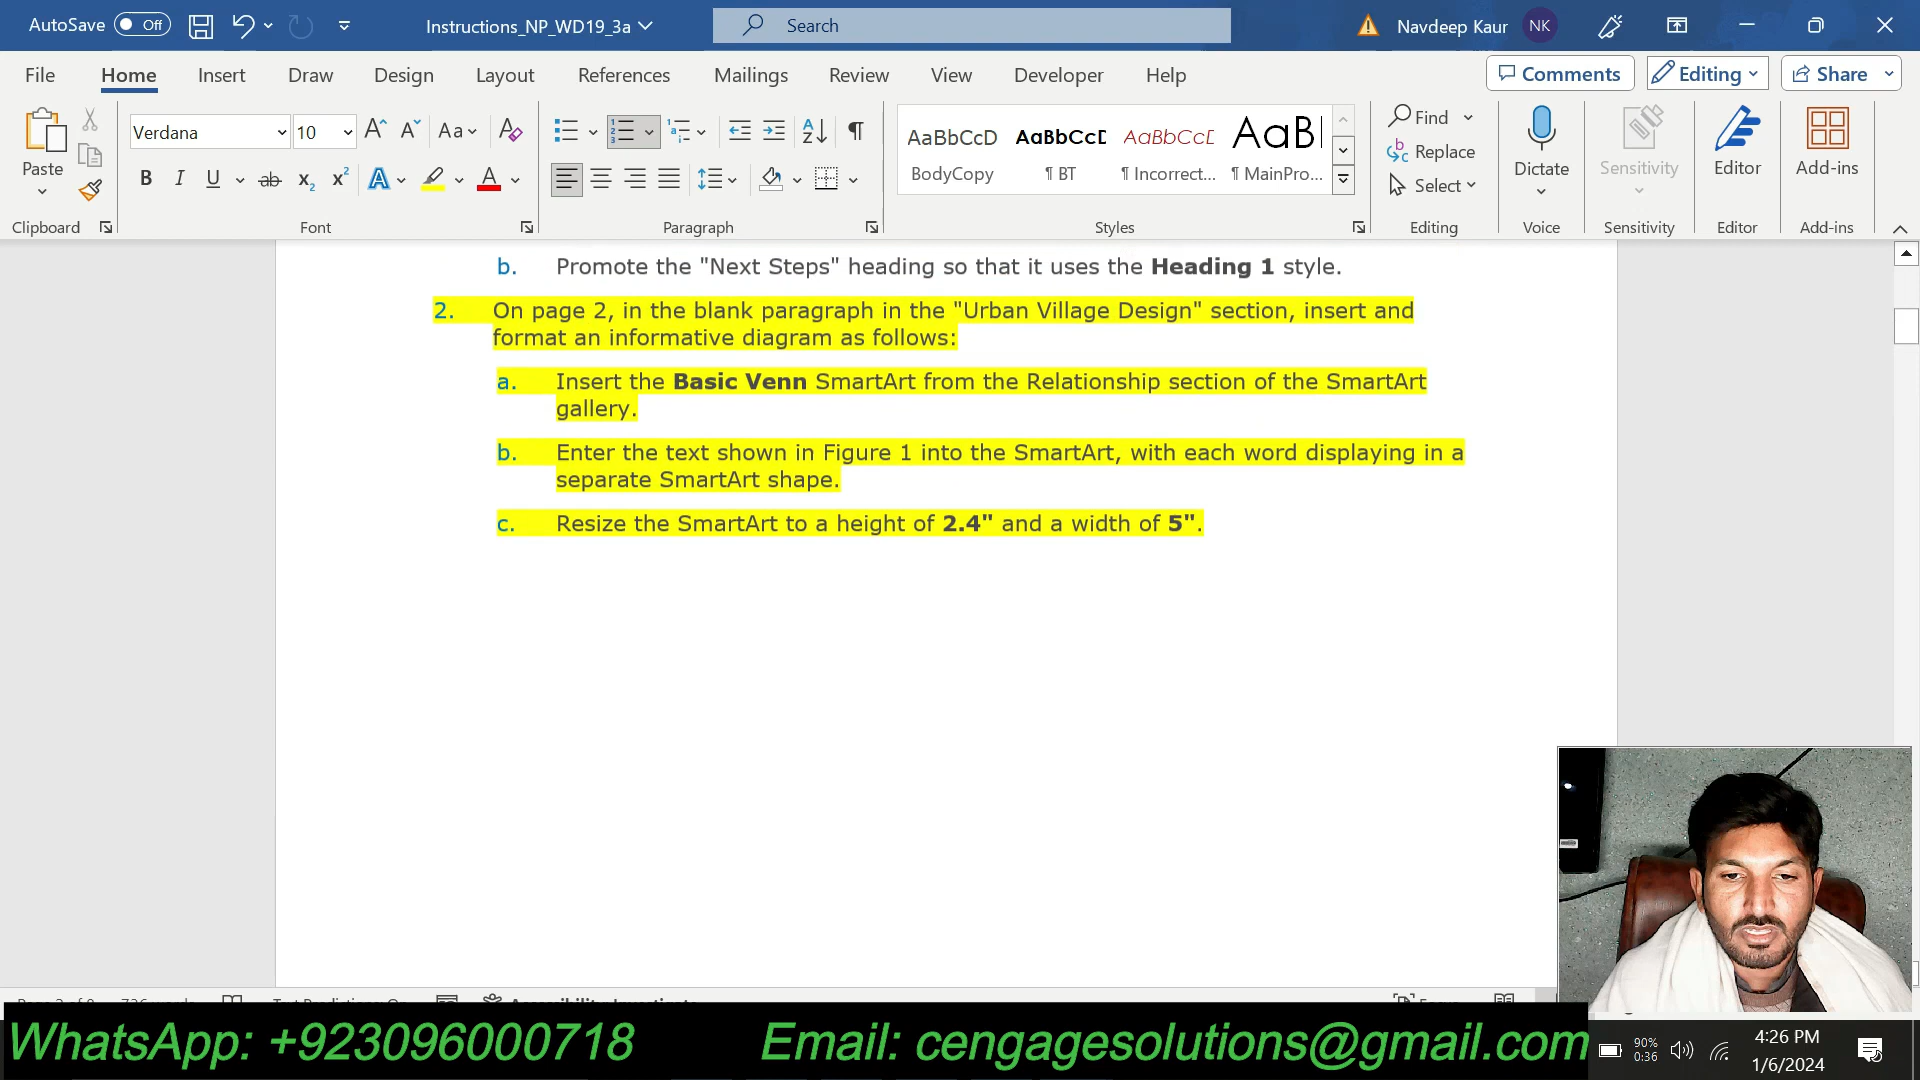 AutoSave Off Instructions_NP_WD19_3a Search Navdeep Kaur NK
File Home Insert Draw Design Layout References Mailings Review View Developer Help Comments Editing Share
Verdana 10 Aa AaBbCcD AaBbCcD AaBbCcD AaB Find
Paste BodyCopy ¶ BT ¶ Incorrect... ¶ MainPro... Replace Dictate Sensitivity Editor Add-ins
Select
Clipboard Font Paragraph Styles Editing Voice Sensitivity Editor Add-ins
b. Promote the "Next Steps" heading so that it uses the Heading 1 style.
2. On page 2, in the blank paragraph in the "Urban Village Design" section, insert and
format an informative diagram as follows:
a. Insert the Basic Venn SmartArt from the Relationship section of the SmartArt
gallery.
b. Enter the text shown in Figure 1 into the SmartArt, with each word displaying in a
separate SmartArt shape.
c. Resize the SmartArt to a height of 2.4" and a width of 5".
WhatsApp: +923096000718 Email: cengagesolutions@gmail.com
90%
0:36
4:26 PM
1/6/2024